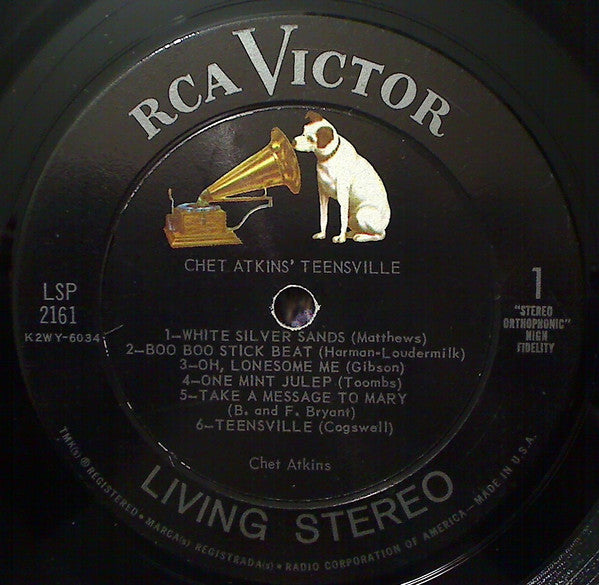 RCA VICTOR
CHET ATKINS' TEENSVILLE
LSP
2161
K2WY-6034
1
"STEREO
ORTHOPHONIC"
HIGH
FIDELITY
1—WHITE SILVER SANDS (Matthews)
2—BOO BOO STICK BEAT (Harman-Loudermilk)
3—OH, LONESOME ME (Gibson)
4—ONE MINT JULEP (Toombs)
5—TAKE A MESSAGE TO MARY
(B. and F. Bryant)
6—TEENSVILLE (Cogswell)
Chet Atkins
LIVING STEREO
TMK(s) ® REGISTERED • MARCA(s) REGISTRADA(s) • RADIO CORPORATION OF AMERICA—MADE IN U.S.A.